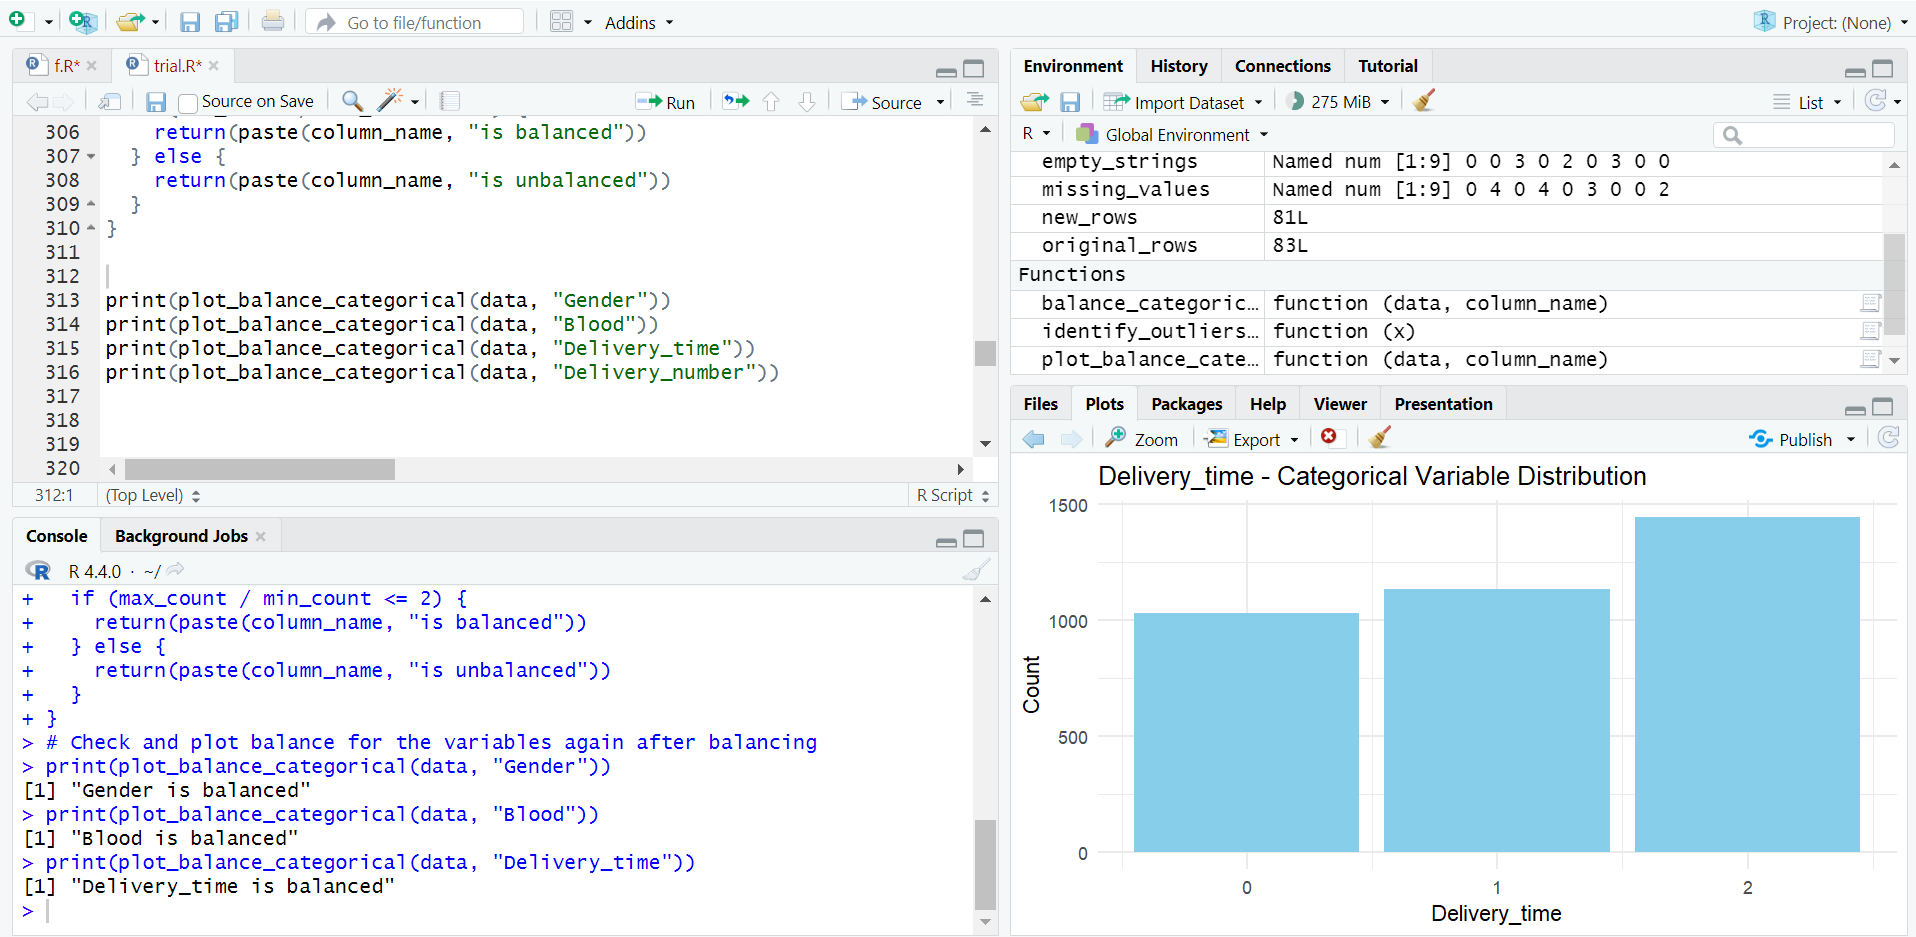 Go to file/function
Addins
Project: (None)
f.R*
trial.R*
Source on Save
Run
Source
306 return(paste(column_name, "is balanced"))
307 } else {
308 return(paste(column_name, "is unbalanced"))
309 }
310 }
311
312
313 print(plot_balance_categorical(data, "Gender"))
314 print(plot_balance_categorical(data, "Blood"))
315 print(plot_balance_categorical(data, "Delivery_time"))
316 print(plot_balance_categorical(data, "Delivery_number"))
317
318
319
320
312:1 (Top Level) R Script
Console Background Jobs
R 4.4.0 · ~/
+ if (max_count / min_count <= 2) {
+ return(paste(column_name, "is balanced"))
+ } else {
+ return(paste(column_name, "is unbalanced"))
+ }
+ }
> # Check and plot balance for the variables again after balancing
> print(plot_balance_categorical(data, "Gender"))
[1] "Gender is balanced"
> print(plot_balance_categorical(data, "Blood"))
[1] "Blood is balanced"
> print(plot_balance_categorical(data, "Delivery_time"))
[1] "Delivery_time is balanced"
>
Environment History Connections Tutorial
Import Dataset 275 MiB List
R Global Environment
empty_strings Named num [1:9] 0 0 3 0 2 0 3 0 0
missing_values Named num [1:9] 0 4 0 4 0 3 0 0 2
new_rows 81L
original_rows 83L
Functions
balance_categoric… function (data, column_name)
identify_outliers… function (x)
plot_balance_cate… function (data, column_name)
Files Plots Packages Help Viewer Presentation
Zoom Export Publish
Delivery_time - Categorical Variable Distribution
1500
1000
500
0
Count
0 1 2
Delivery_time